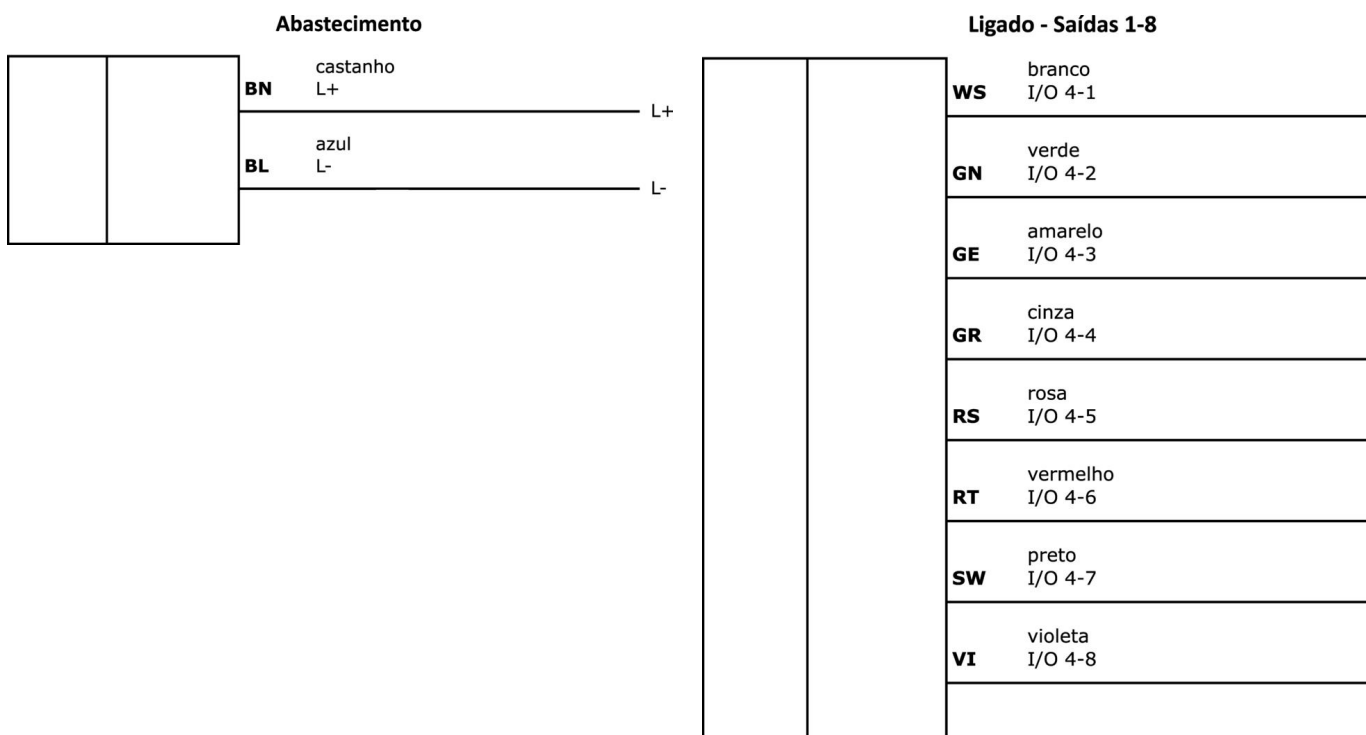 Abastecimento
castanho
BN L+
L+
azul
BL L-
L-
Ligado - Saídas 1-8
branco
WS I/O 4-1
verde
GN I/O 4-2
amarelo
GE I/O 4-3
cinza
GR I/O 4-4
rosa
RS I/O 4-5
vermelho
RT I/O 4-6
preto
SW I/O 4-7
violeta
VI I/O 4-8